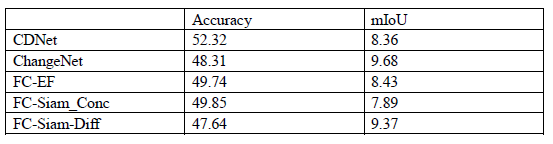 Accuracy mIoU
CDNet 52.32 8.36
ChangeNet 48.31 9.68
FC-EF 49.74 8.43
FC-Siam_Conc 49.85 7.89
FC-Siam-Diff 47.64 9.37